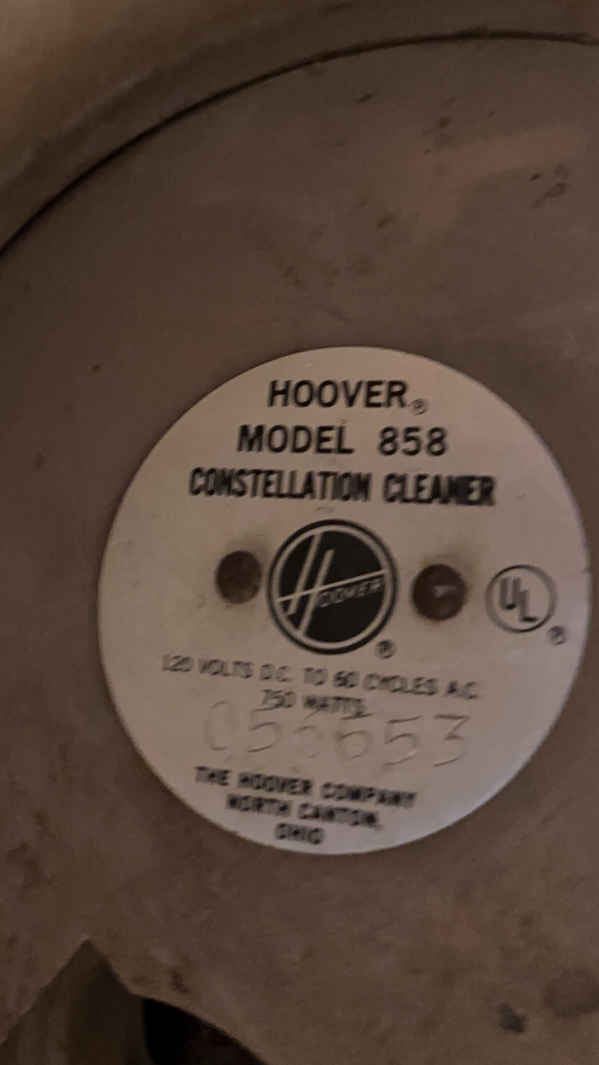 HOOVER®
MODEL 858
CONSTELLATION CLEANER
HOOVER ®
UL ®
120 VOLTS D.C. TO 60 CYCLES A.C.
750 WATTS
THE HOOVER COMPANY
NORTH CANTON,
OHIO